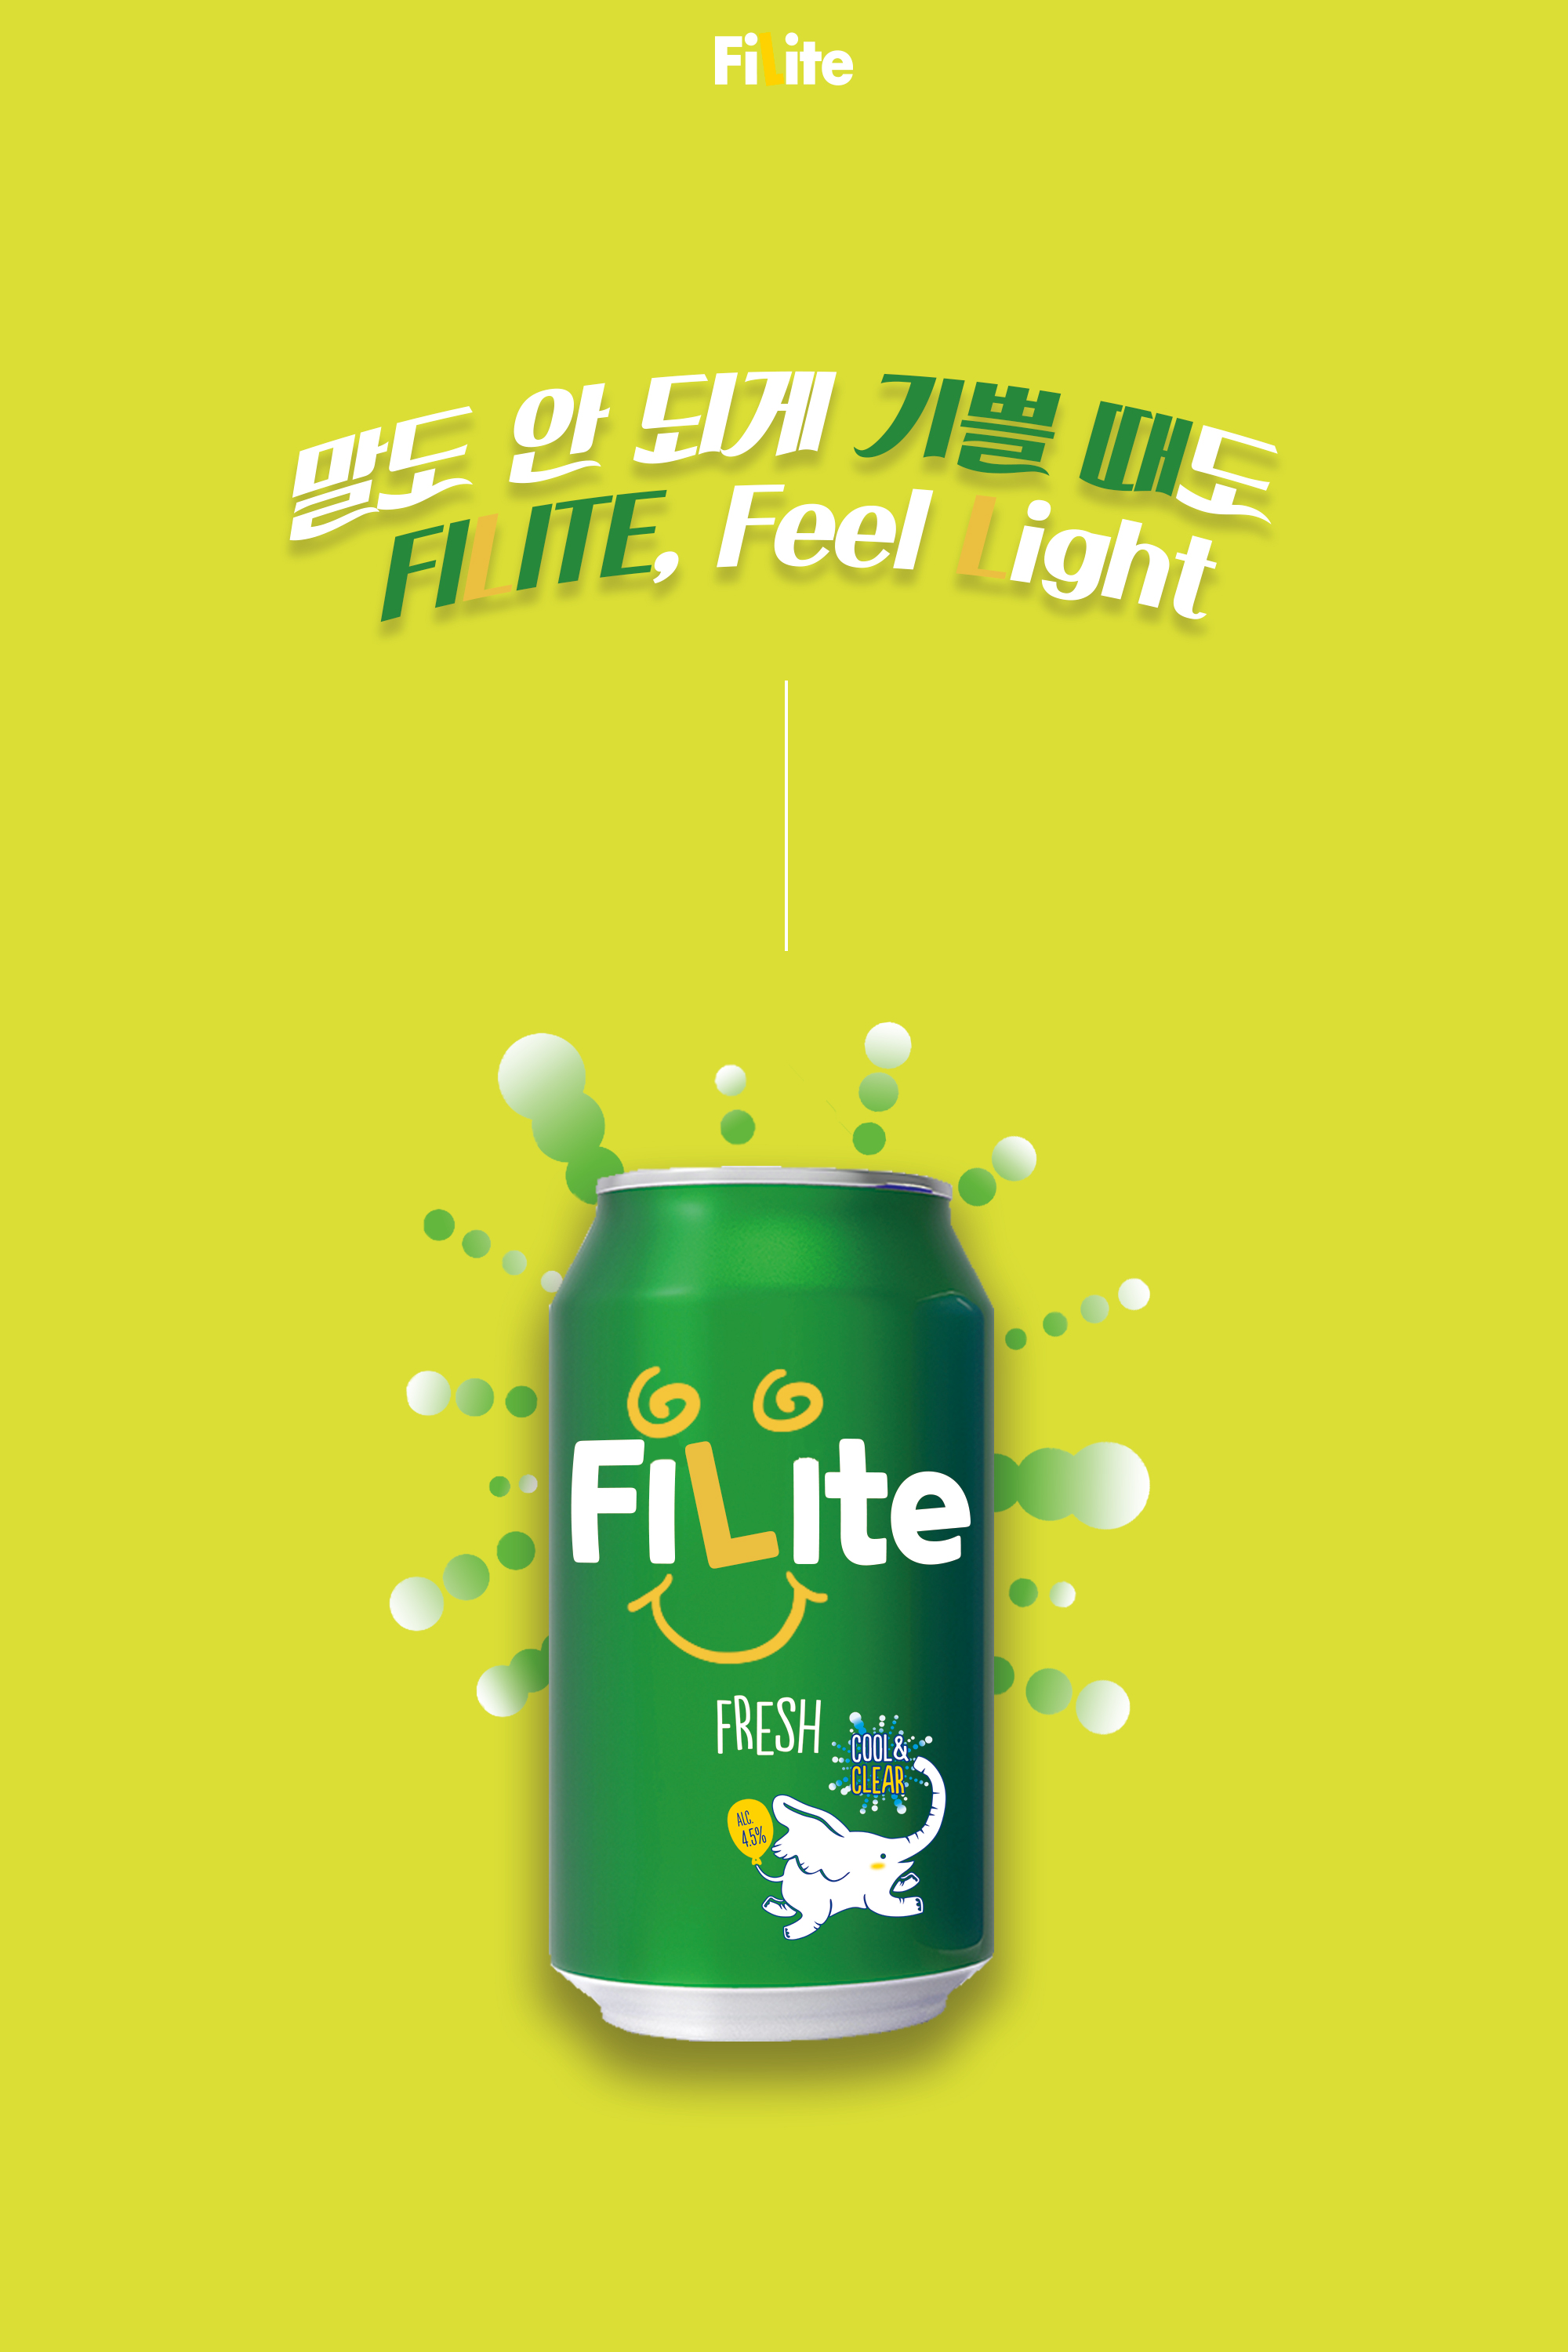 FiLite
말도 안 되게 기쁠 때도
FILITE, Feel Light
FiLite
FRESH
COOL &
CLEAR
ALC.
4.5%